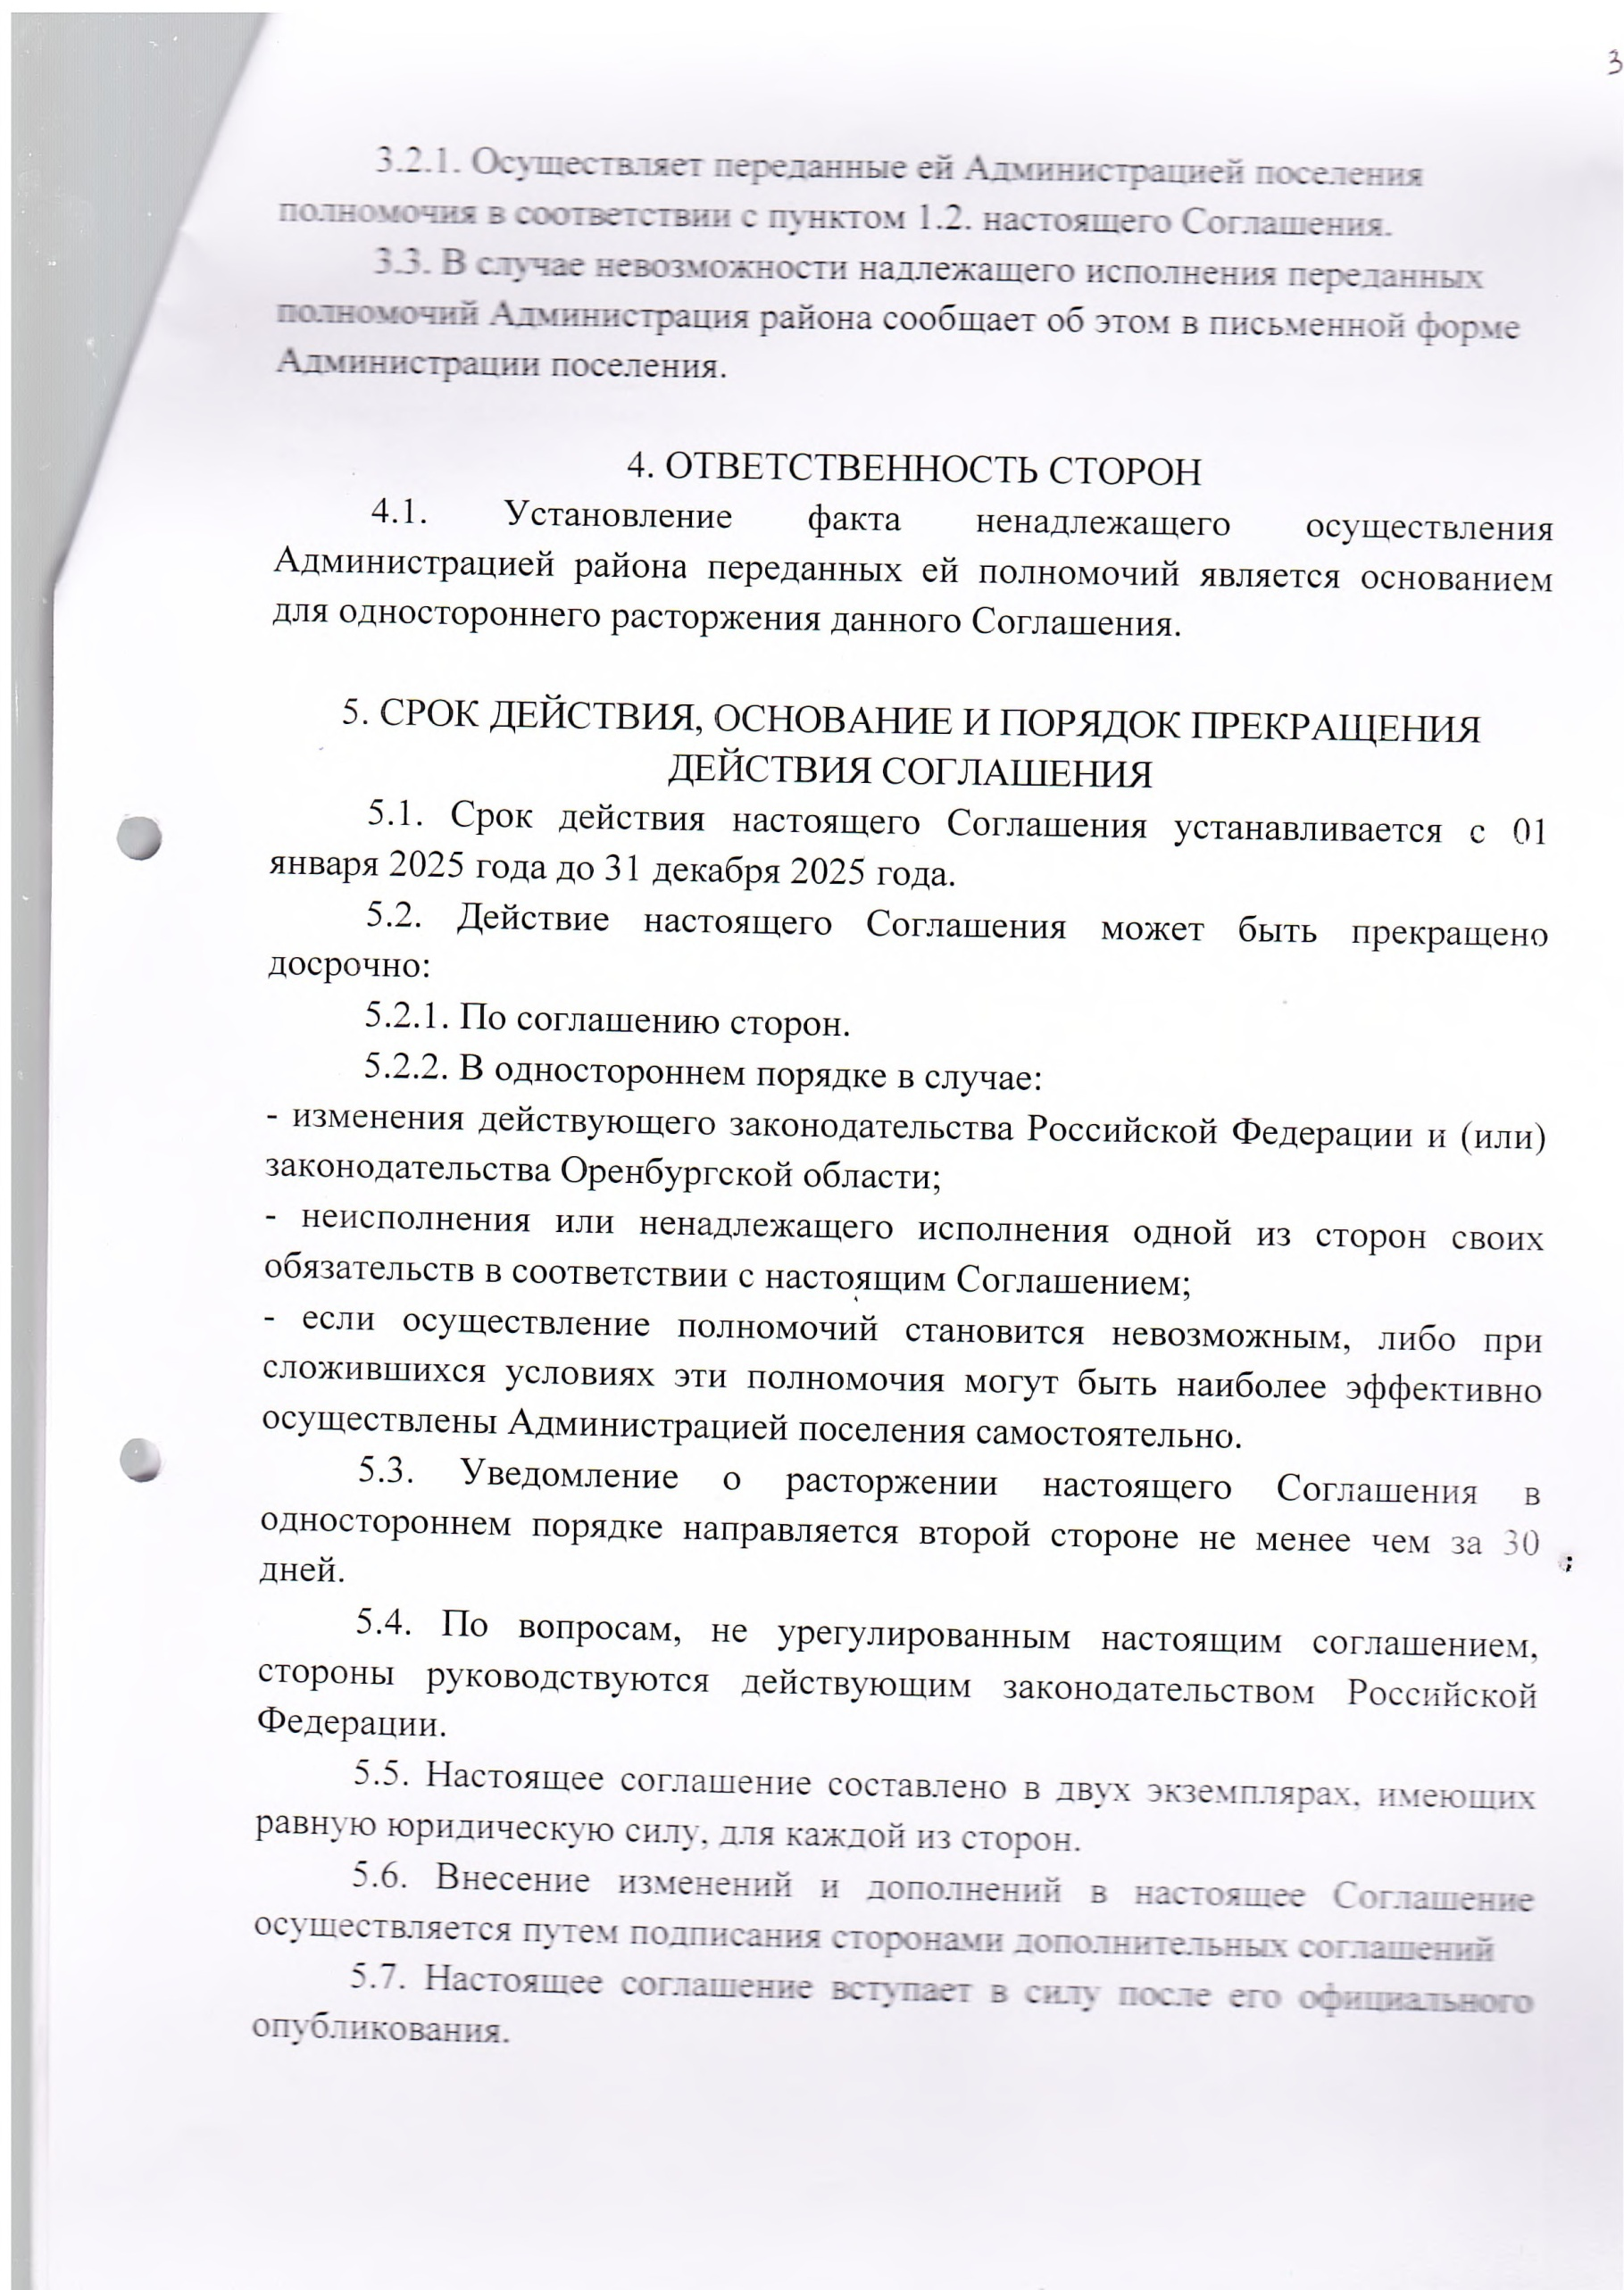 3
3.2.1. Осуществляет переданные ей Администрацией поселения
полномочия в соответствии с пунктом 1.2. настоящего Соглашения.
3.3. В случае невозможности надлежащего исполнения переданных
полномочий Администрация района сообщает об этом в письменной форме
Администрации поселения.
4. ОТВЕТСТВЕННОСТЬ СТОРОН
4.1. Установление факта ненадлежащего осуществления
Администрацией района переданных ей полномочий является основанием
для одностороннего расторжения данного Соглашения.
5. СРОК ДЕЙСТВИЯ, ОСНОВАНИЕ И ПОРЯДОК ПРЕКРАЩЕНИЯ
ДЕЙСТВИЯ СОГЛАШЕНИЯ
5.1. Срок действия настоящего Соглашения устанавливается с 01
января 2025 года до 31 декабря 2025 года.
5.2. Действие настоящего Соглашения может быть прекращено
досрочно:
5.2.1. По соглашению сторон.
5.2.2. В одностороннем порядке в случае:
- изменения действующего законодательства Российской Федерации и (или)
законодательства Оренбургской области;
- неисполнения или ненадлежащего исполнения одной из сторон своих
обязательств в соответствии с настоящим Соглашением;
- если осуществление полномочий становится невозможным, либо при
сложившихся условиях эти полномочия могут быть наиболее эффективно
осуществлены Администрацией поселения самостоятельно.
5.3. Уведомление о расторжении настоящего Соглашения в
одностороннем порядке направляется второй стороне не менее чем за 30
дней.
5.4. По вопросам, не урегулированным настоящим соглашением,
стороны руководствуются действующим законодательством Российской
Федерации.
5.5. Настоящее соглашение составлено в двух экземплярах, имеющих
равную юридическую силу, для каждой из сторон.
5.6. Внесение изменений и дополнений в настоящее Соглашение
осуществляется путем подписания сторонами дополнительных соглашений
5.7. Настоящее соглашение вступает в силу после его официального
опубликования.